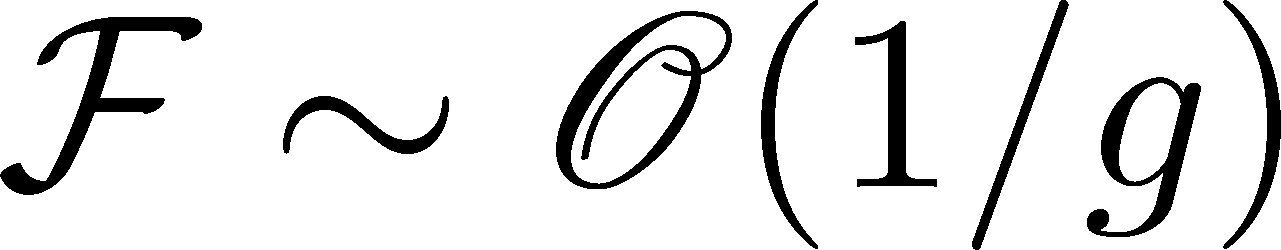 ℱ ∼ 𝒪(1/g)